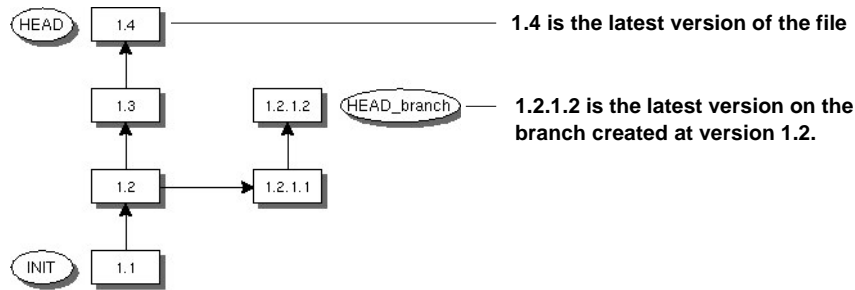 HEAD
1.4
1.4 is the latest version of the file
1.3
1.2.1.2
HEAD_branch
1.2.1.2 is the latest version on the
branch created at version 1.2.
1.2
1.2.1.1
INIT
1.1